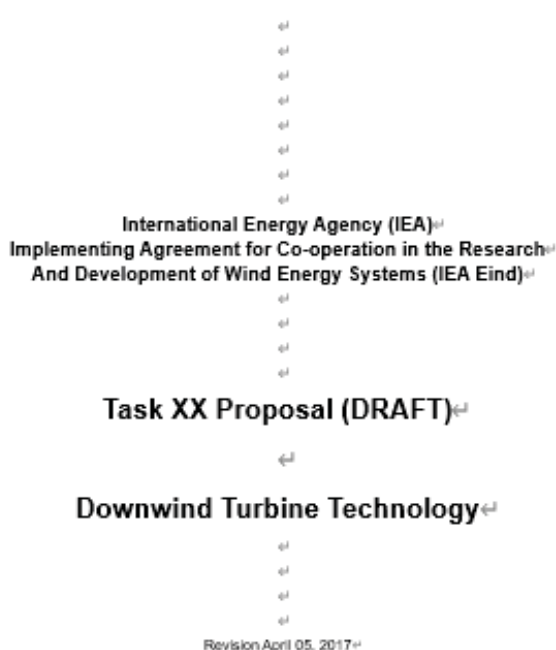 International Energy Agency (IEA)
Implementing Agreement for Co-operation in the Research
And Development of Wind Energy Systems (IEA Eind)
Task XX Proposal (DRAFT)
Downwind Turbine Technology
Revision April 05, 2017